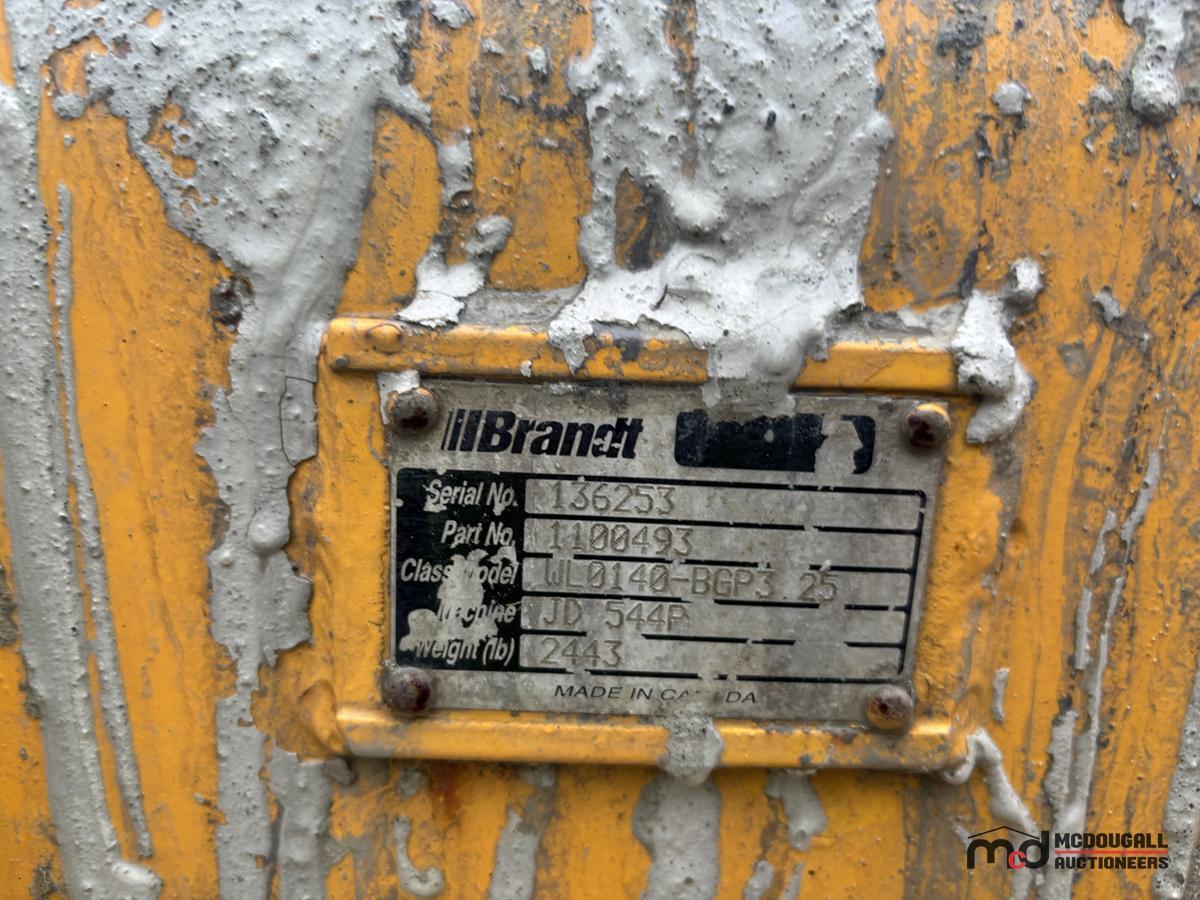 Brandt
Serial No. 136253
Part No. 1100493
Class Model WL0140-BGP3.25
Machine JD 544P
Weight (lb) 2443
MADE IN CANADA
mcd MCDOUGALL
AUCTIONEERS